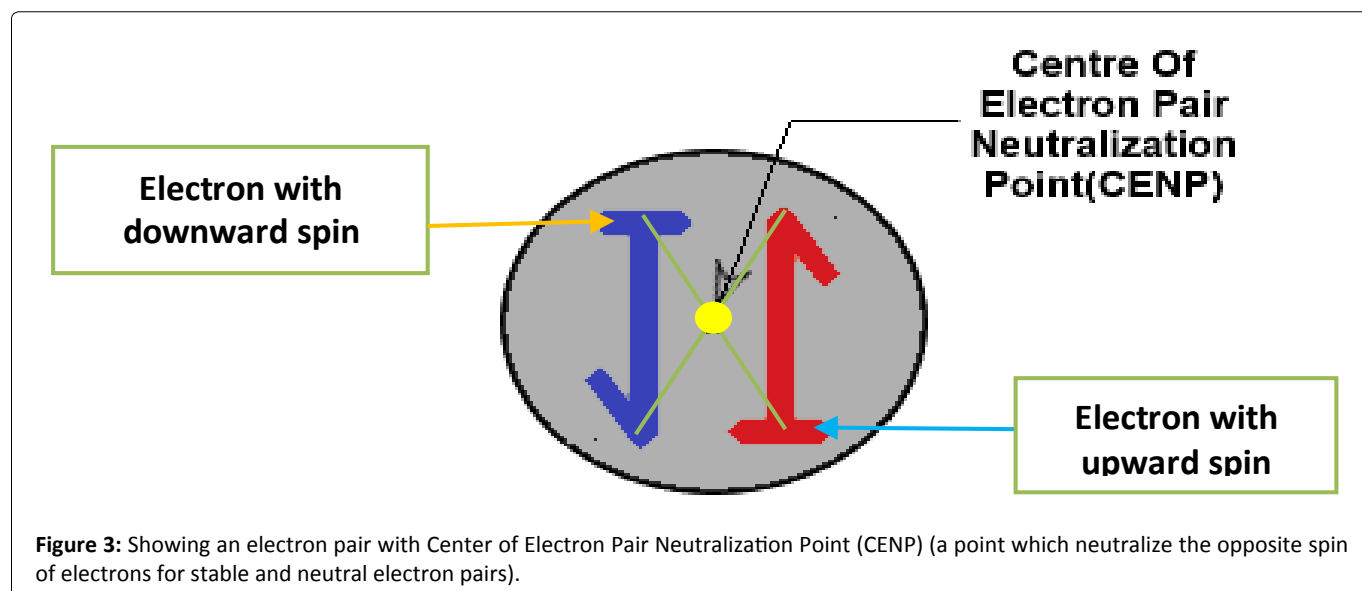 Centre Of
Electron Pair
Neutralization
Point(CENP)
Electron with
downward spin
Electron with
upward spin
Figure 3: Showing an electron pair with Center of Electron Pair Neutralization Point (CENP) (a point which neutralize the opposite spin
of electrons for stable and neutral electron pairs).